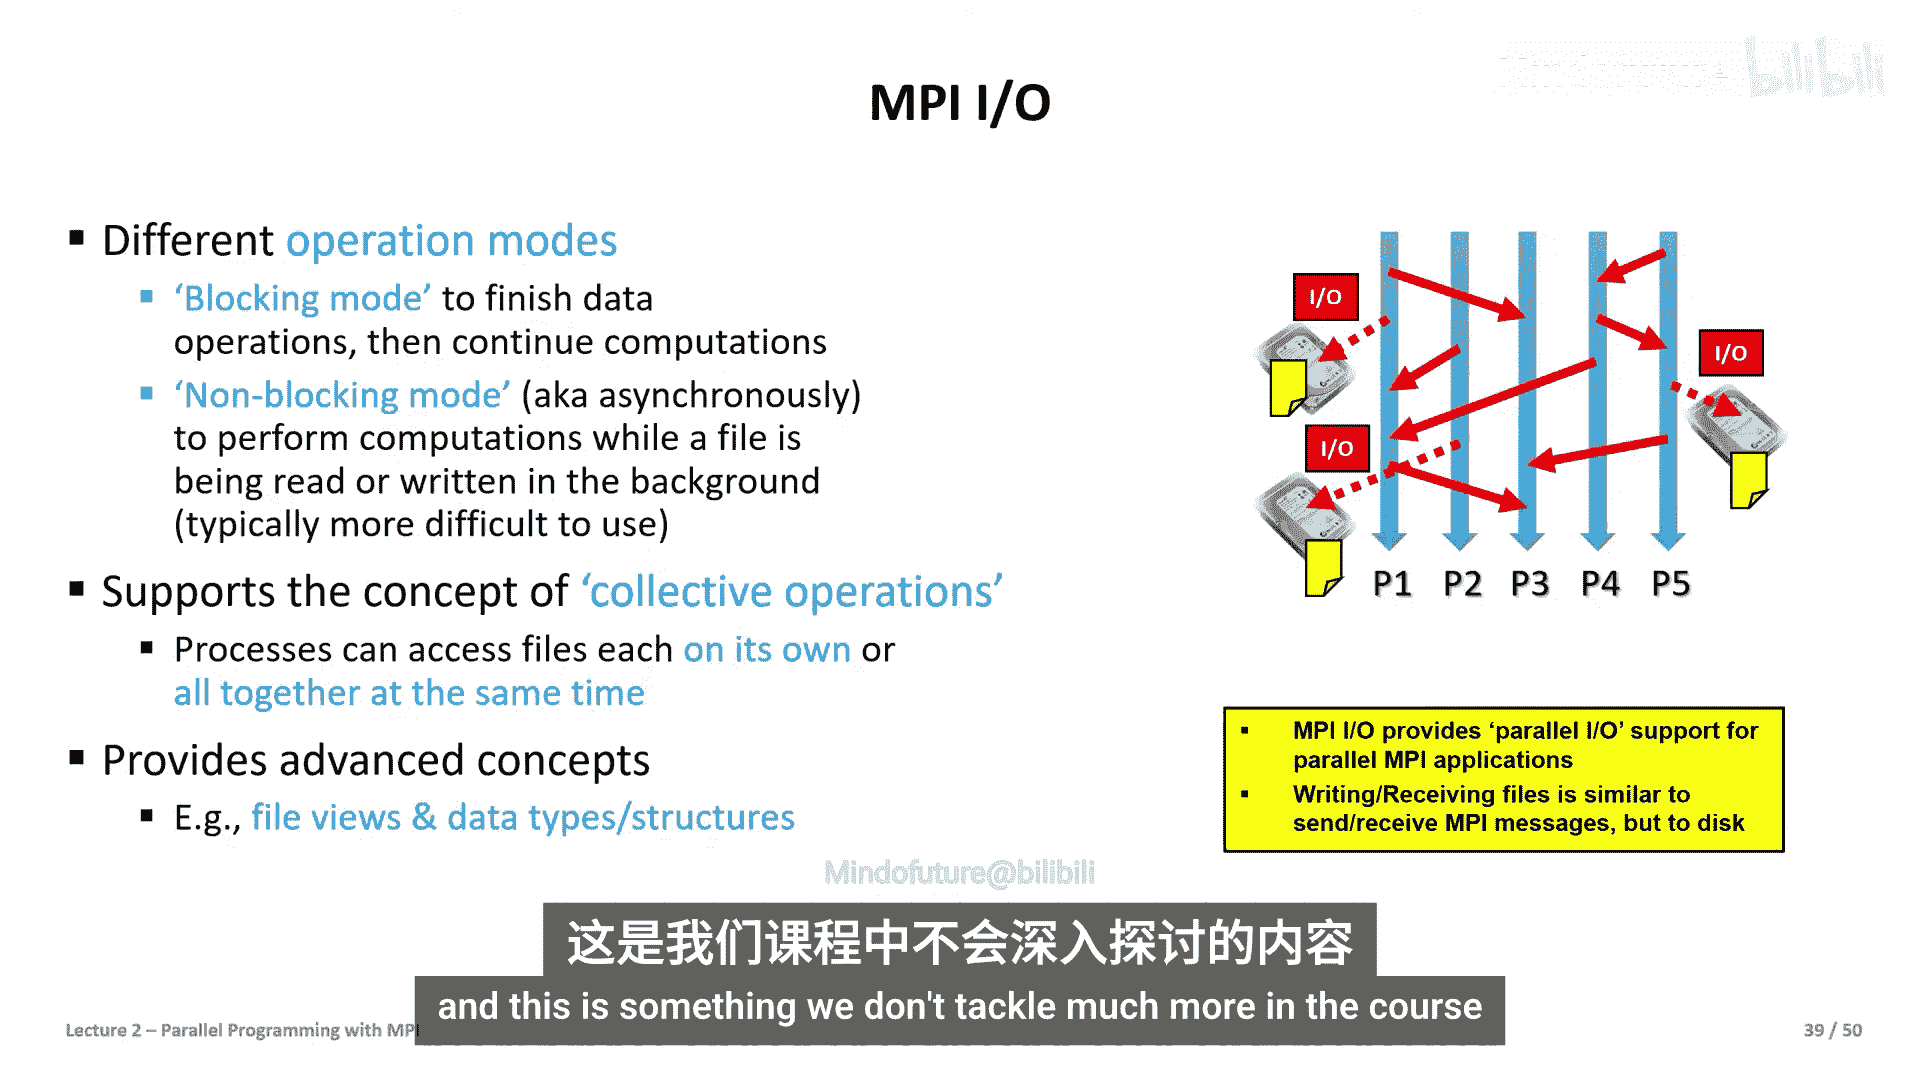 bilibili
MPI I/O
▪ Different operation modes
▪ ‘Blocking mode’ to finish data
operations, then continue computations
▪ ‘Non-blocking mode’ (aka asynchronously)
to perform computations while a file is
being read or written in the background
(typically more difficult to use)
▪ Supports the concept of ‘collective operations’
▪ Processes can access files each on its own or
all together at the same time
▪ Provides advanced concepts
▪ E.g., file views & data types/structures
I/O
I/O
I/O
P1 P2 P3 P4 P5
▪ MPI I/O provides ‘parallel I/O’ support for
parallel MPI applications
▪ Writing/Receiving files is similar to
send/receive MPI messages, but to disk
Mindofuture@bilibili
这是我们课程中不会深入探讨的内容
and this is something we don't tackle much more in the course
Lecture 2 – Parallel Programming with MPI
39 / 50